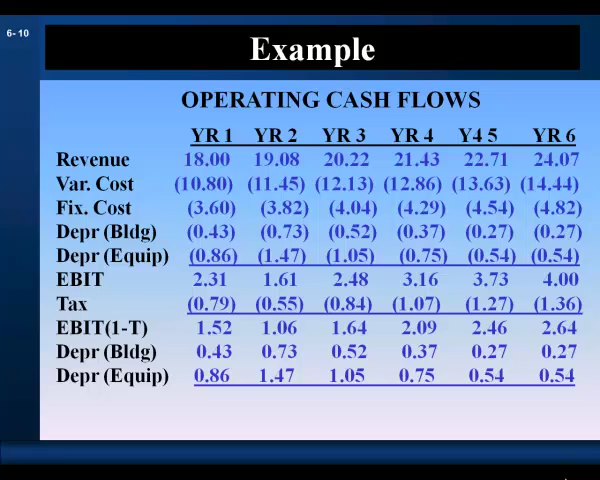 6- 10
Example
OPERATING CASH FLOWS
YR 1 YR 2 YR 3 YR 4 Y4 5 YR 6
Revenue 18.00 19.08 20.22 21.43 22.71 24.07
Var. Cost (10.80) (11.45) (12.13) (12.86) (13.63) (14.44)
Fix. Cost (3.60) (3.82) (4.04) (4.29) (4.54) (4.82)
Depr (Bldg) (0.43) (0.73) (0.52) (0.37) (0.27) (0.27)
Depr (Equip) (0.86) (1.47) (1.05) (0.75) (0.54) (0.54)
EBIT 2.31 1.61 2.48 3.16 3.73 4.00
Tax (0.79) (0.55) (0.84) (1.07) (1.27) (1.36)
EBIT(1-T) 1.52 1.06 1.64 2.09 2.46 2.64
Depr (Bldg) 0.43 0.73 0.52 0.37 0.27 0.27
Depr (Equip) 0.86 1.47 1.05 0.75 0.54 0.54